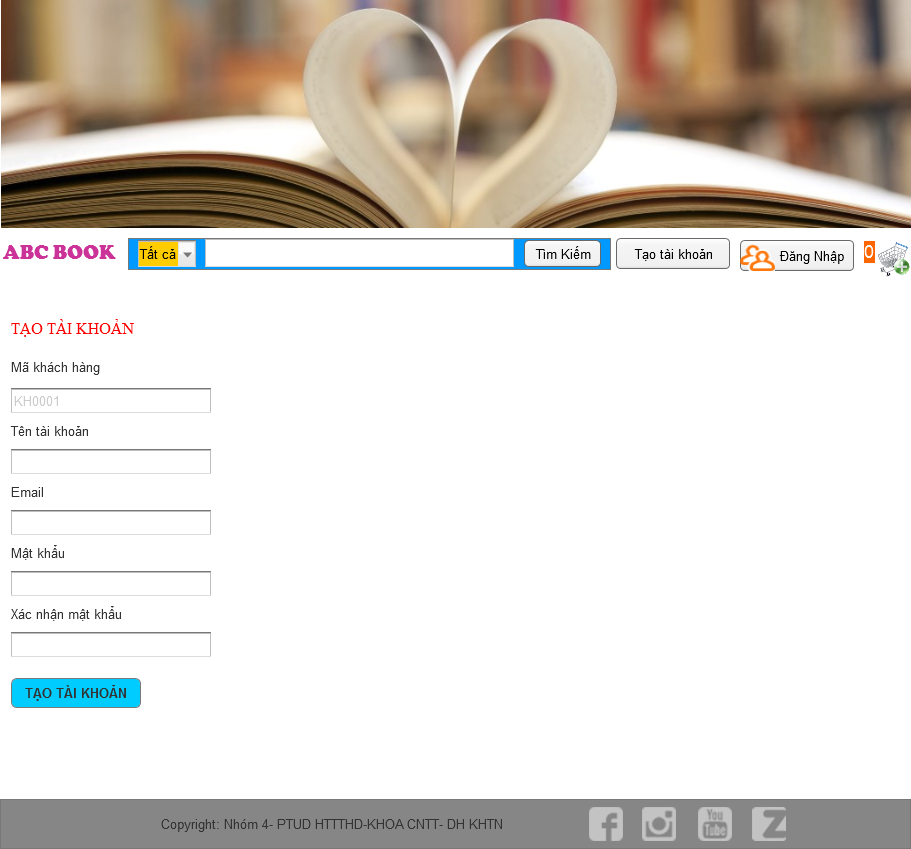 ABC BOOK Tất cả Tìm Kiếm Tạo tài khoản Đăng Nhập 0
TẠO TÀI KHOẢN
Mã khách hàng
KH0001
Tên tài khoản
Email
Mật khẩu
Xác nhận mật khẩu
TẠO TÀI KHOẢN
Copyright: Nhóm 4- PTUD HTTTHD-KHOA CNTT- DH KHTN You Tube